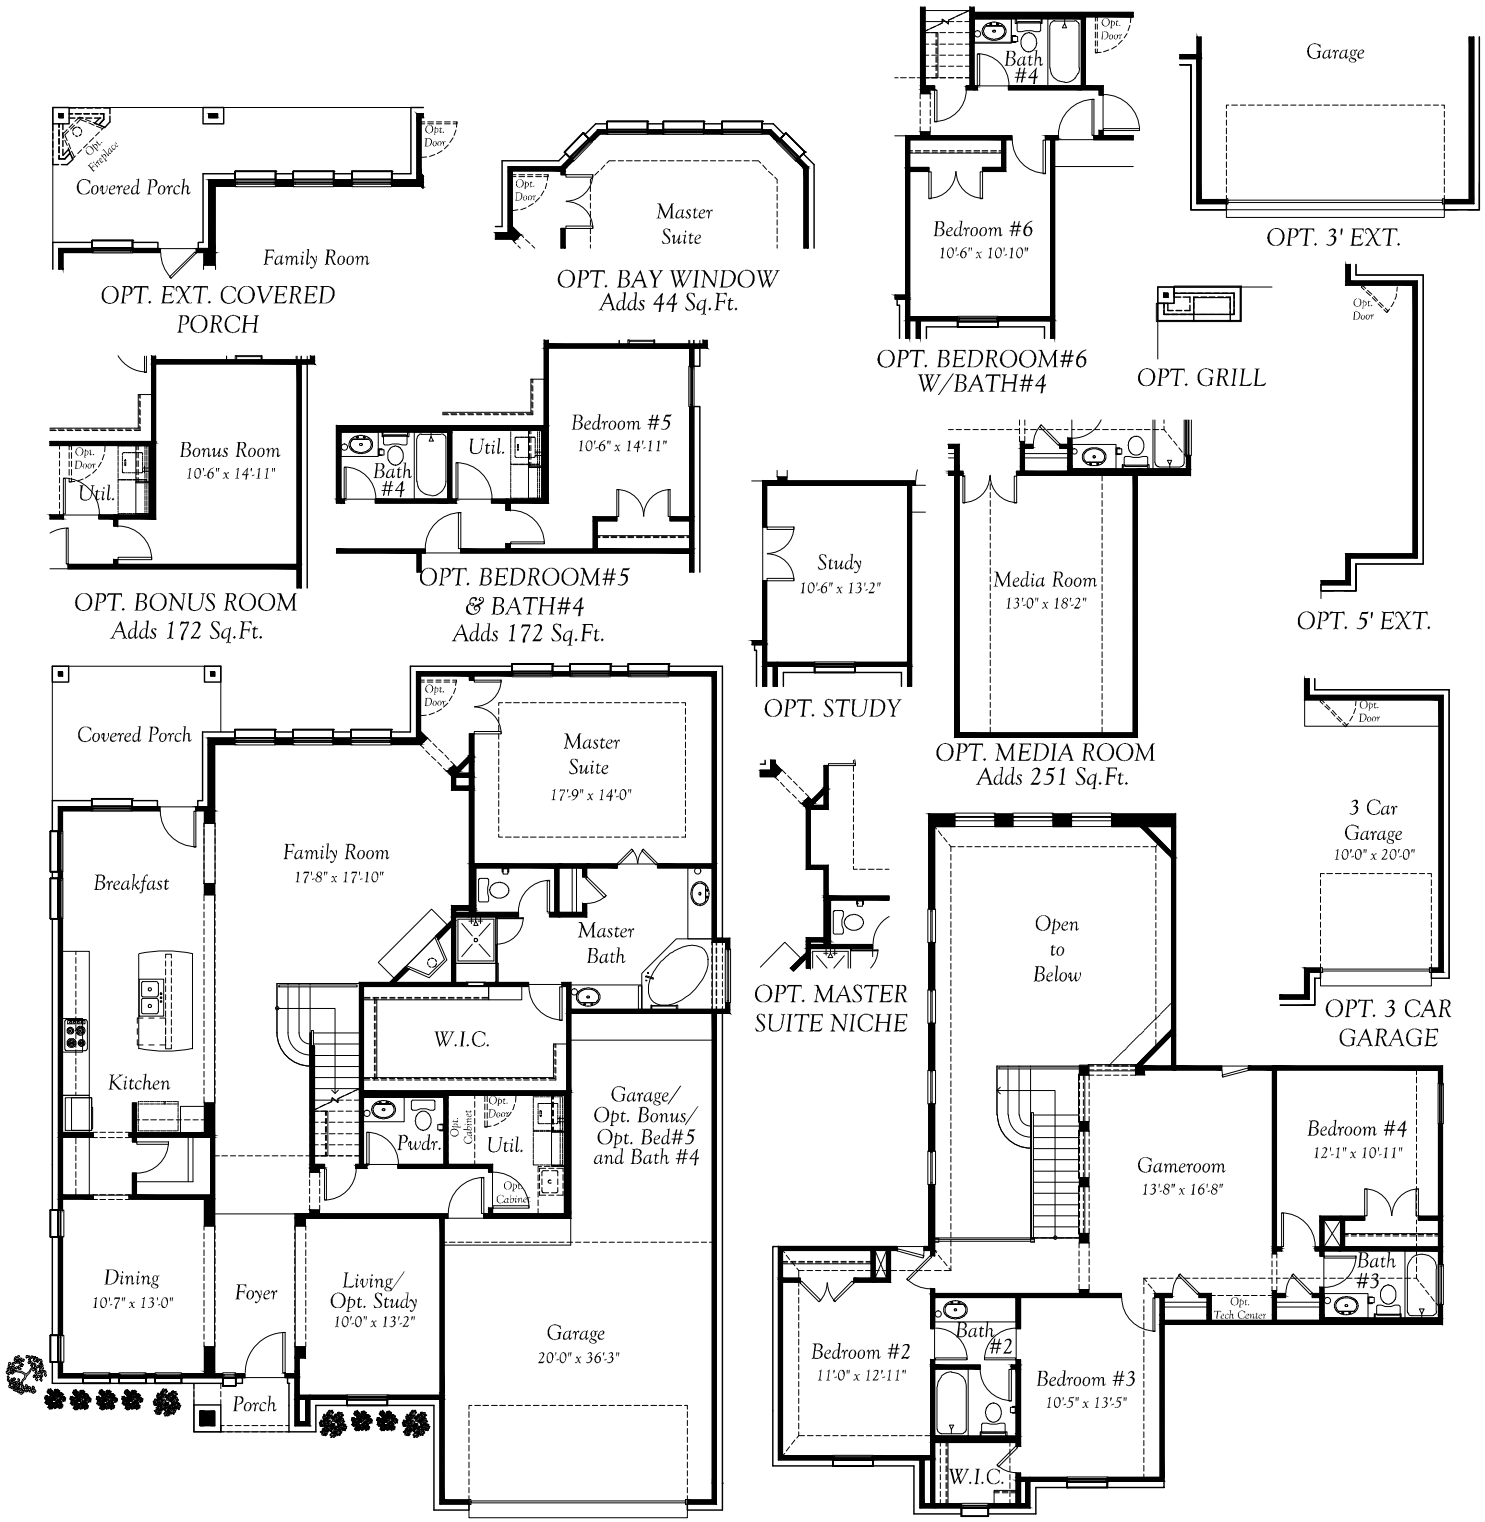 Opt.
Fireplace
Opt.
Door
Covered Porch
Family Room
OPT. EXT. COVERED
PORCH
Opt.
Door
Master
Suite
OPT. BAY WINDOW
Adds 44 Sq.Ft.
Bath
#4
Opt.
Door
Bedroom #6
10'-6" x 10'-10"
OPT. BEDROOM#6
W/BATH#4
Garage
OPT. 3' EXT.
OPT. GRILL
Opt.
Door
OPT. 5' EXT.
Opt.
Door
Util.
Bonus Room
10'-6" x 14'-11"
OPT. BONUS ROOM
Adds 172 Sq.Ft.
Bath
#4
Util.
Bedroom #5
10'-6" x 14'-11"
OPT. BEDROOM#5
& BATH#4
Adds 172 Sq.Ft.
Study
10'-6" x 13'-2"
OPT. STUDY
Media Room
13'-0" x 18'-2"
OPT. MEDIA ROOM
Adds 251 Sq.Ft.
OPT. MASTER
SUITE NICHE
Opt.
Door
3 Car
Garage
10'-0" x 20'-0"
OPT. 3 CAR
GARAGE
Covered Porch
Opt.
Door
Master
Suite
17'-9" x 14'-0"
Family Room
17'-8" x 17'-10"
Breakfast
Master
Bath
W.I.C.
Kitchen
Pwdr.
Opt.
Cabinet
Opt.
Door
Util.
Opt.
Cabinet
Garage/
Opt. Bonus/
Opt. Bed#5
and Bath #4
Dining
10'-7" x 13'-0"
Foyer
Living/
Opt. Study
10'-0" x 13'-2"
Garage
20'-0" x 36'-3"
Porch
Open
to
Below
Gameroom
13'-8" x 16'-8"
Bedroom #4
12'-1" x 10'-11"
Bath
#3
Opt.
Tech Center
Bedroom #2
11'-0" x 12'-11"
Bath
#2
Bedroom #3
10'-5" x 13'-5"
W.I.C.